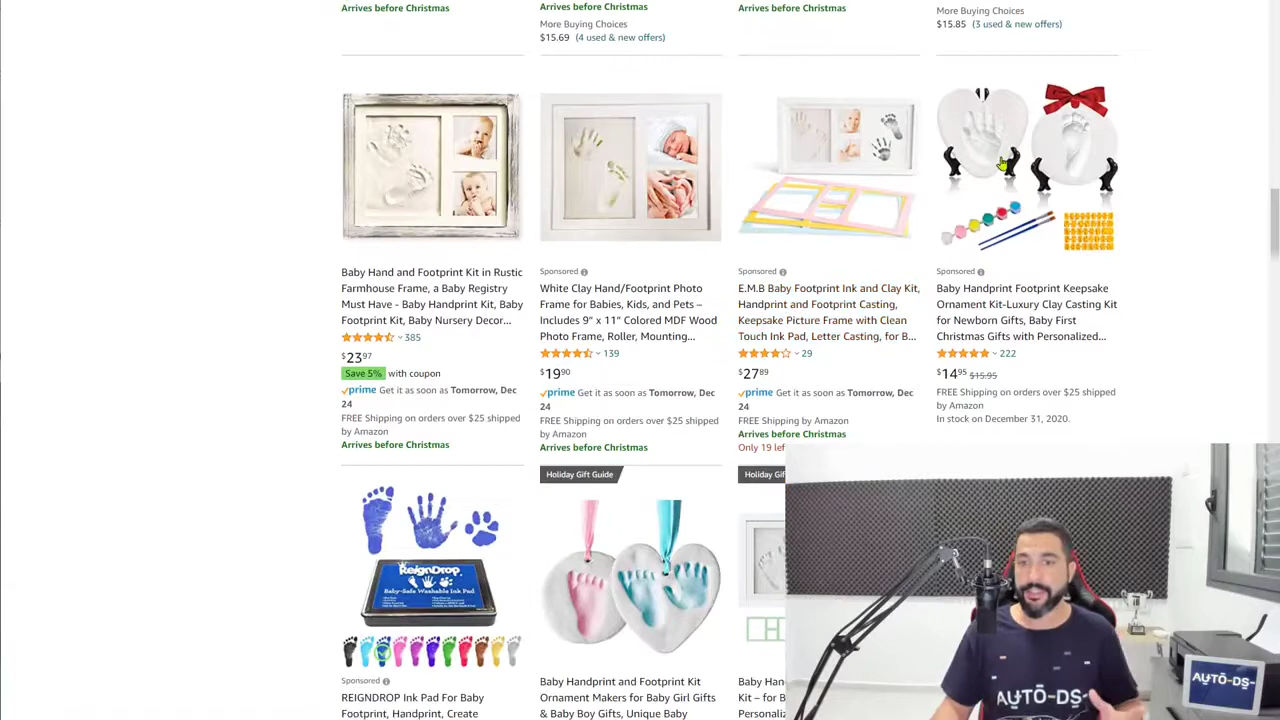 Arrives before Christmas
Arrives before Christmas
More Buying Choices
$15.69 (4 used & new offers)
Arrives before Christmas
More Buying Choices
$15.85 (3 used & new offers)
Baby Hand and Footprint Kit in Rustic
Farmhouse Frame, a Baby Registry
Must Have - Baby Handprint Kit, Baby
Footprint Kit, Baby Nursery Decor...
385
$23 97
Save 5% with coupon
prime Get it as soon as Tomorrow, Dec
24
FREE Shipping on orders over $25 shipped
by Amazon
Arrives before Christmas
Sponsored
White Clay Hand/Footprint Photo
Frame for Babies, Kids, and Pets –
Includes 9" x 11" Colored MDF Wood
Photo Frame, Roller, Mounting...
139
$19 90
prime Get it as soon as Tomorrow, Dec
24
FREE Shipping on orders over $25 shipped
by Amazon
Arrives before Christmas
Sponsored
E.M.B Baby Footprint Ink and Clay Kit,
Handprint and Footprint Casting,
Keepsake Picture Frame with Clean
Touch Ink Pad, Letter Casting, for B...
29
$27 89
prime Get it as soon as Tomorrow, Dec
24
FREE Shipping by Amazon
Arrives before Christmas
Only 19 lef
Sponsored
Baby Handprint Footprint Keepsake
Ornament Kit-Luxury Clay Casting Kit
for Newborn Gifts, Baby First
Christmas Gifts with Personalized...
222
$14 95 $15.95
FREE Shipping on orders over $25 shipped
by Amazon
In stock on December 31, 2020.
ReignDrop
Baby-Safe Washable Ink Pad
Sponsored
REIGNDROP Ink Pad For Baby
Footprint, Handprint, Create
Holiday Gift Guide
Baby Handprint and Footprint Kit
Ornament Makers for Baby Girl Gifts
& Baby Boy Gifts, Unique Baby
Holiday Gif
Baby Han
Kit – for B
Personaliz
AUTO-DS-
AUTO-DS-